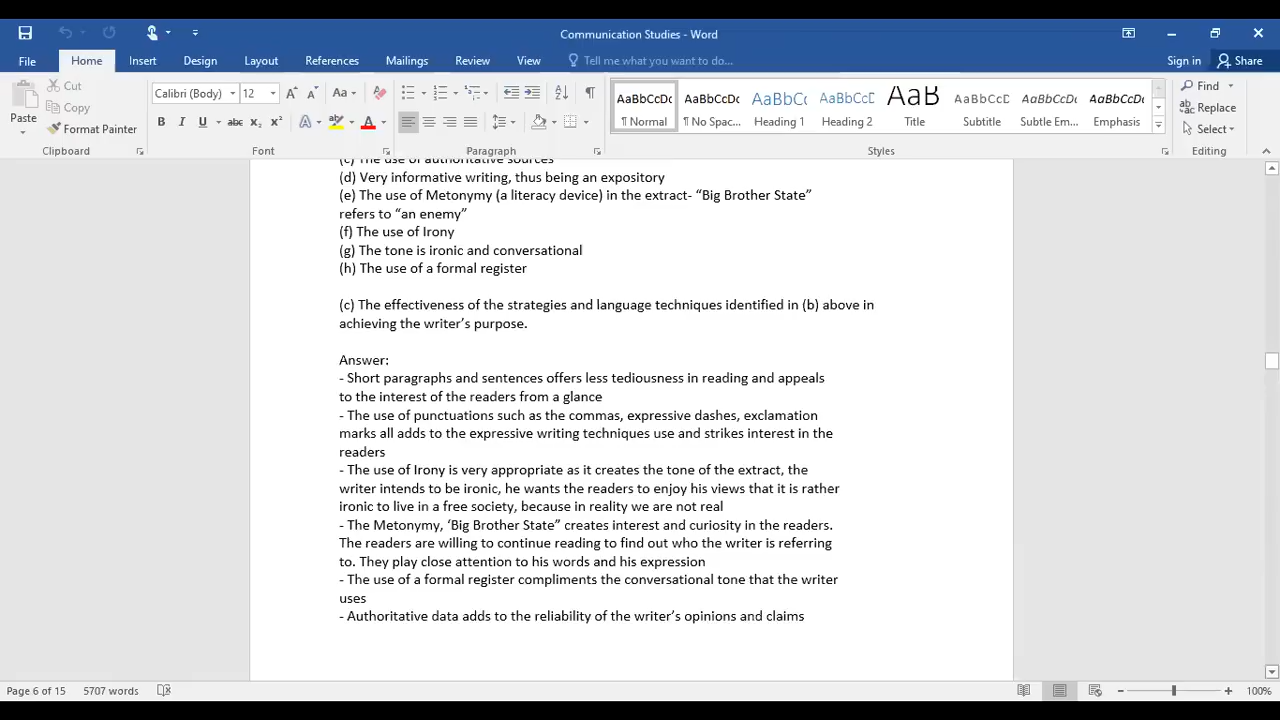 Communication Studies - Word
File Home Insert Design Layout References Mailings Review View Tell me what you want to do... Sign in Share
Paste Cut Copy Format Painter
Calibri (Body) 12 Aa
B I U abc x₂ x² A A
¶
AaBbCcDc AaBbCcDc AaBbCc AaBbCcD AaB AaBbCcD AaBbCcDc AaBbCcDc
¶ Normal ¶ No Spac... Heading 1 Heading 2 Title Subtitle Subtle Em... Emphasis
Find Replace Select
Clipboard Font Paragraph Styles Editing
(c) The use of authoritative sources
(d) Very informative writing, thus being an expository
(e) The use of Metonymy (a literacy device) in the extract- “Big Brother State”
refers to “an enemy”
(f) The use of Irony
(g) The tone is ironic and conversational
(h) The use of a formal register
(c) The effectiveness of the strategies and language techniques identified in (b) above in
achieving the writer’s purpose.
Answer:
- Short paragraphs and sentences offers less tediousness in reading and appeals
to the interest of the readers from a glance
- The use of punctuations such as the commas, expressive dashes, exclamation
marks all adds to the expressive writing techniques use and strikes interest in the
readers
- The use of Irony is very appropriate as it creates the tone of the extract, the
writer intends to be ironic, he wants the readers to enjoy his views that it is rather
ironic to live in a free society, because in reality we are not real
- The Metonymy, ‘Big Brother State” creates interest and curiosity in the readers.
The readers are willing to continue reading to find out who the writer is referring
to. They play close attention to his words and his expression
- The use of a formal register compliments the conversational tone that the writer
uses
- Authoritative data adds to the reliability of the writer’s opinions and claims
Page 6 of 15 5707 words 100%